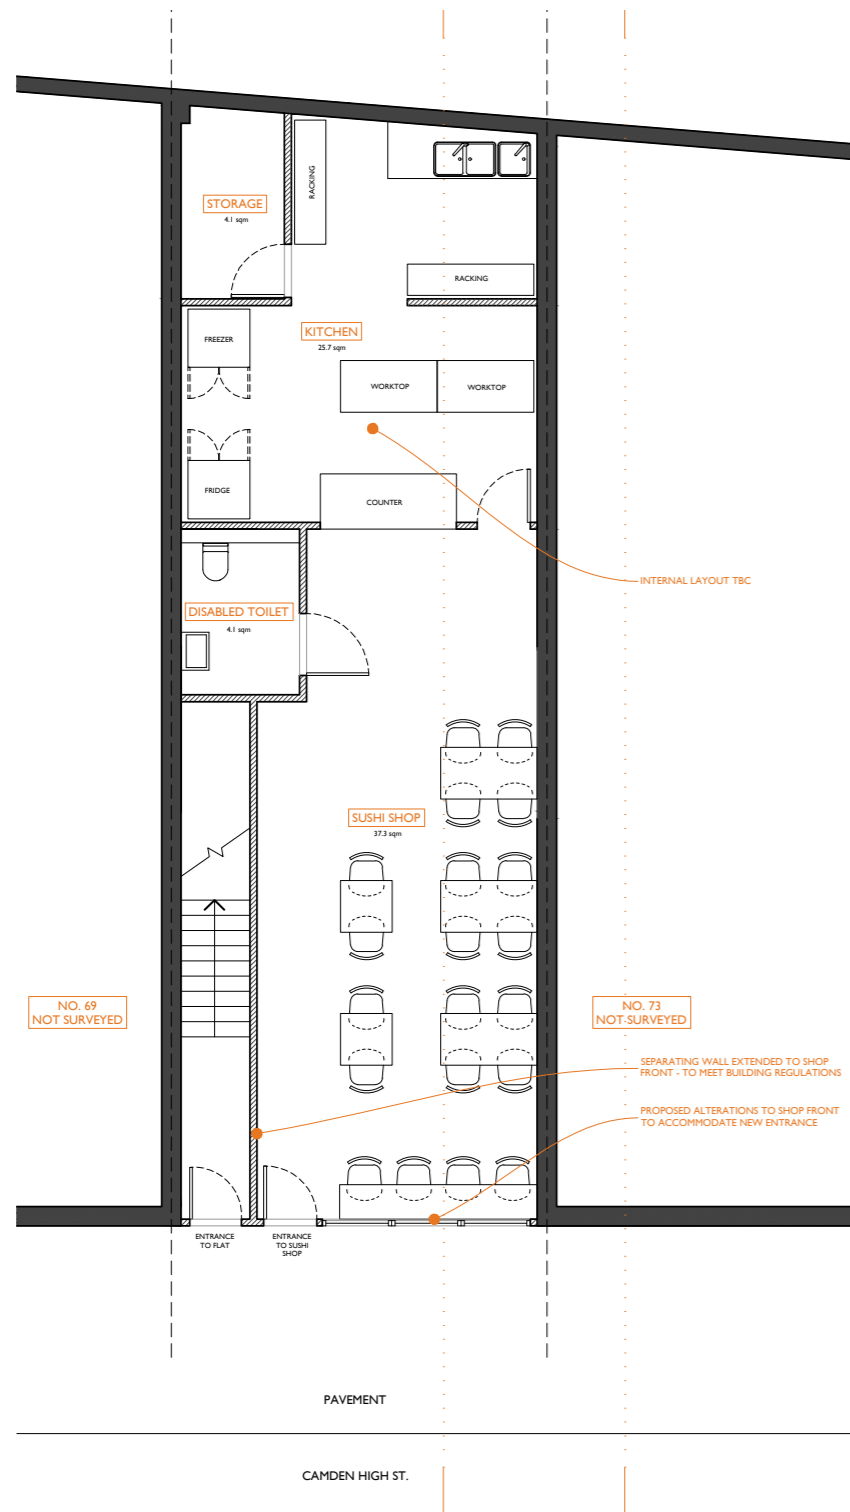 RACKING
STORAGE
4.1 sqm
RACKING
KITCHEN
25.7 sqm
FREEZER
WORKTOP
WORKTOP
FRIDGE
COUNTER
INTERNAL LAYOUT TBC
DISABLED TOILET
4.1 sqm
SUSHI SHOP
37.3 sqm
NO. 69
NOT SURVEYED
NO. 73
NOT SURVEYED
SEPARATING WALL EXTENDED TO SHOP
FRONT - TO MEET BUILDING REGULATIONS
PROPOSED ALTERATIONS TO SHOP FRONT
TO ACCOMMODATE NEW ENTRANCE
ENTRANCE
TO FLAT
ENTRANCE
TO SUSHI
SHOP
PAVEMENT
CAMDEN HIGH ST.